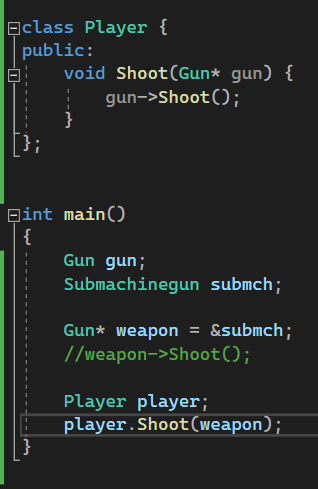 class Player {
public:
    void Shoot(Gun* gun) {
        gun->Shoot();
    }
};
int main()
{
    Gun gun;
    Submachinegun submch;
    Gun* weapon = &submch;
    //weapon->Shoot();
    Player player;
    player.Shoot(weapon);
}